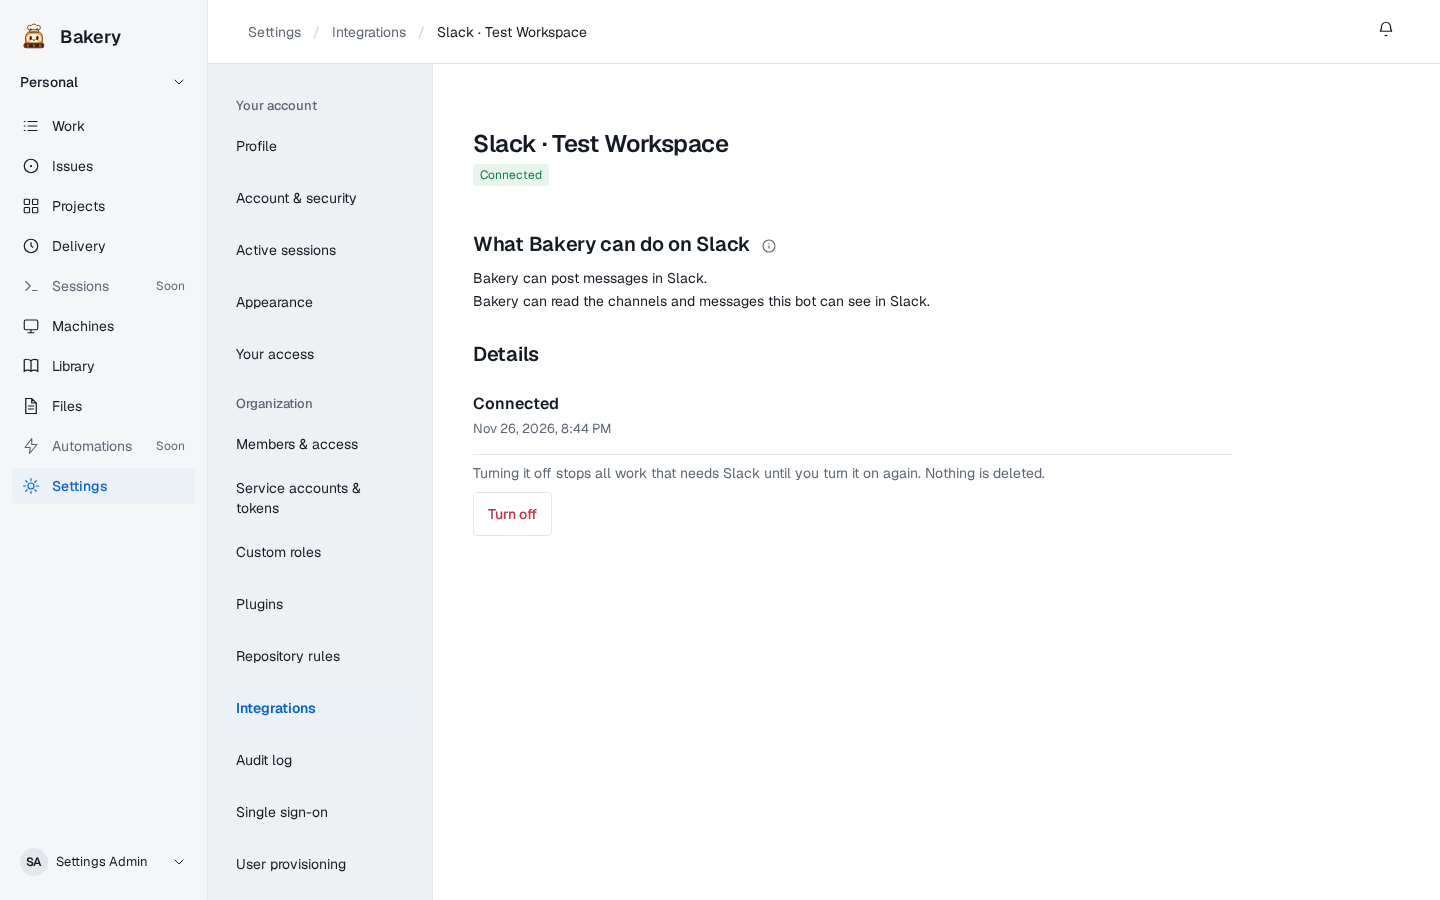 Bakery
Personal
Work
Issues
Projects
Delivery
Sessions Soon
Machines
Library
Files
Automations Soon
Settings
SA Settings Admin
Settings / Integrations / Slack · Test Workspace
Your account
Profile
Account & security
Active sessions
Appearance
Your access
Organization
Members & access
Service accounts &
tokens
Custom roles
Plugins
Repository rules
Integrations
Audit log
Single sign-on
User provisioning
Slack · Test Workspace
Connected
What Bakery can do on Slack
Bakery can post messages in Slack.
Bakery can read the channels and messages this bot can see in Slack.
Details
Connected
Nov 26, 2026, 8:44 PM
Turning it off stops all work that needs Slack until you turn it on again. Nothing is deleted.
Turn off